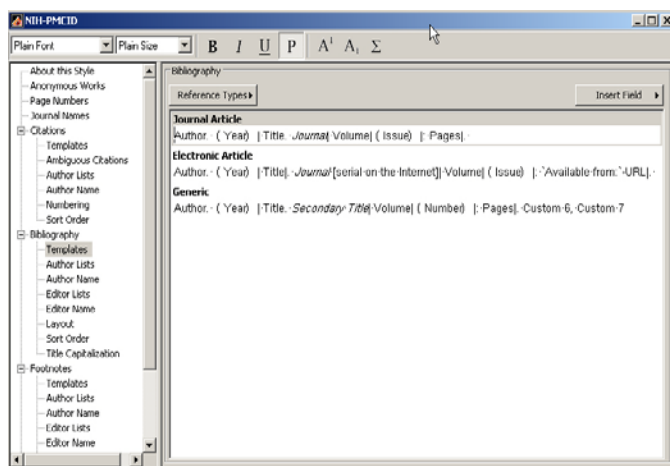 NIH-PMCID
Plain Font Plain Size B I U P A¹ A₁ Σ
About this Style
Anonymous Works
Page Numbers
Journal Names
Citations
Templates
Ambiguous Citations
Author Lists
Author Name
Numbering
Sort Order
Bibliography
Templates
Author Lists
Author Name
Editor Lists
Editor Name
Layout
Sort Order
Title Capitalization
Footnotes
Templates
Author Lists
Author Name
Editor Lists
Editor Name
Bibliography
Reference Types Insert Field
Journal Article
Author.·(·Year)·|·Title.·Journal|·Volume|·(·Issue)·|:·Pages|.·
Electronic Article
Author.·(·Year)·|·Title|.·Journal·[serial·on·the·Internet]|·Volume|·(·Issue)·|:·`Available·from:`·URL|.·
Generic
Author.·(·Year)·|·Title.·Secondary·Title|·Volume|·(·Number)·|:·Pages|.·Custom·6,·Custom·7